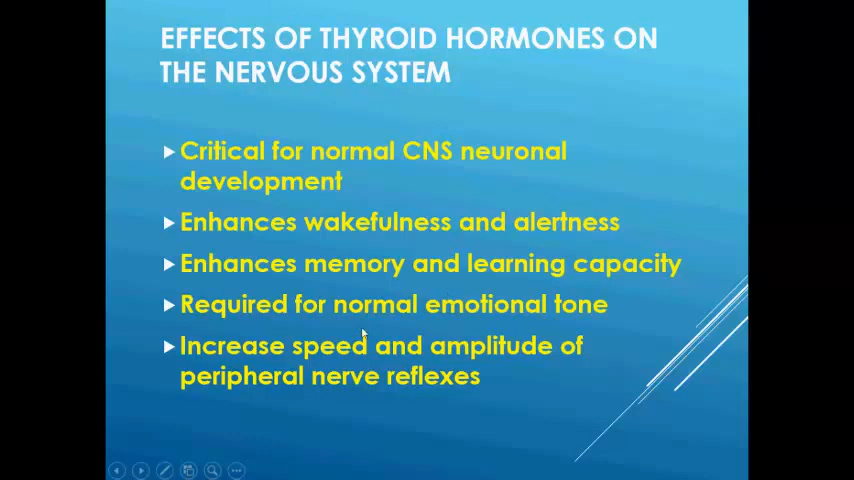 EFFECTS OF THYROID HORMONES ON
THE NERVOUS SYSTEM
Critical for normal CNS neuronal
development
Enhances wakefulness and alertness
Enhances memory and learning capacity
Required for normal emotional tone
Increase speed and amplitude of
peripheral nerve reflexes